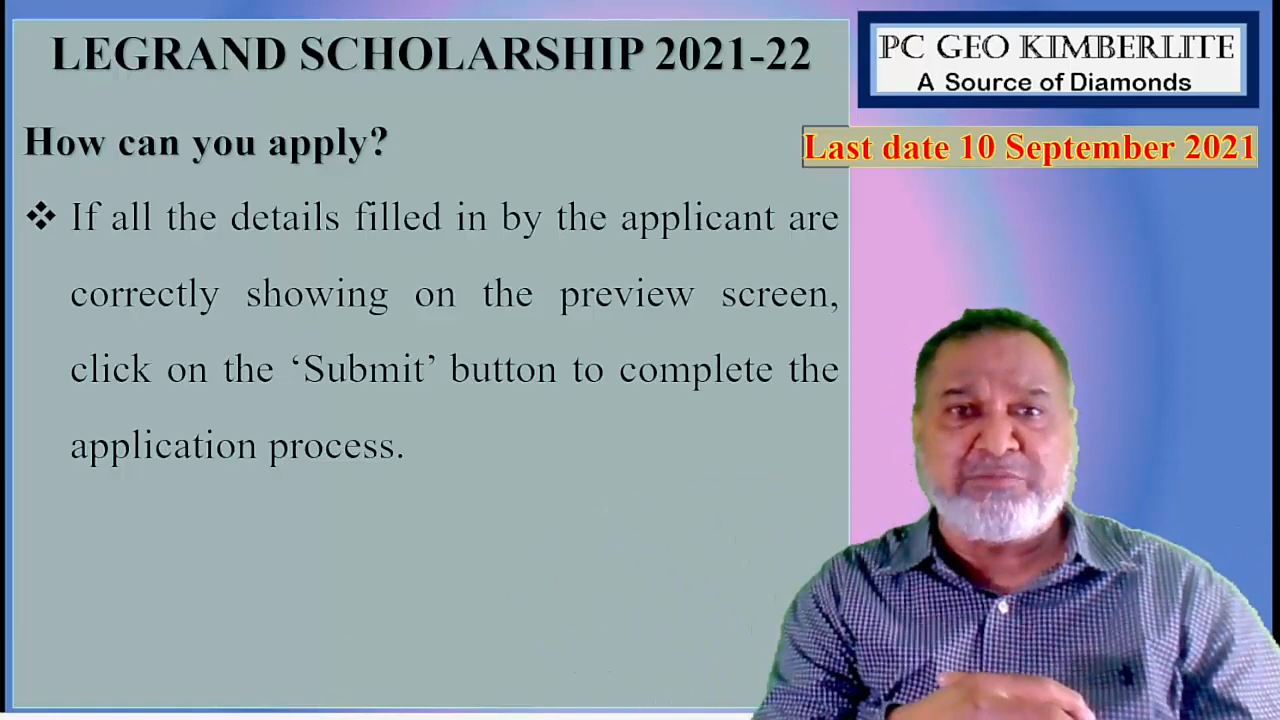 LEGRAND SCHOLARSHIP 2021-22
PC GEO KIMBERLITE
A Source of Diamonds
How can you apply?
Last date 10 September 2021
❖ If all the details filled in by the applicant are
correctly showing on the preview screen,
click on the ‘Submit’ button to complete the
application process.